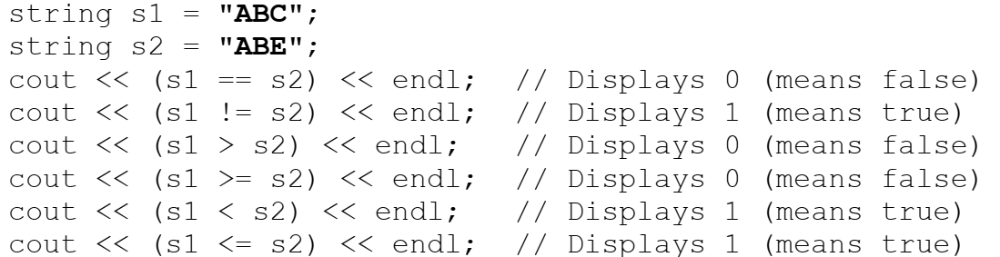 string s1 = "ABC";
string s2 = "ABE";
cout << (s1 == s2) << endl; // Displays 0 (means false)
cout << (s1 != s2) << endl; // Displays 1 (means true)
cout << (s1 > s2) << endl; // Displays 0 (means false)
cout << (s1 >= s2) << endl; // Displays 0 (means false)
cout << (s1 < s2) << endl; // Displays 1 (means true)
cout << (s1 <= s2) << endl; // Displays 1 (means true)